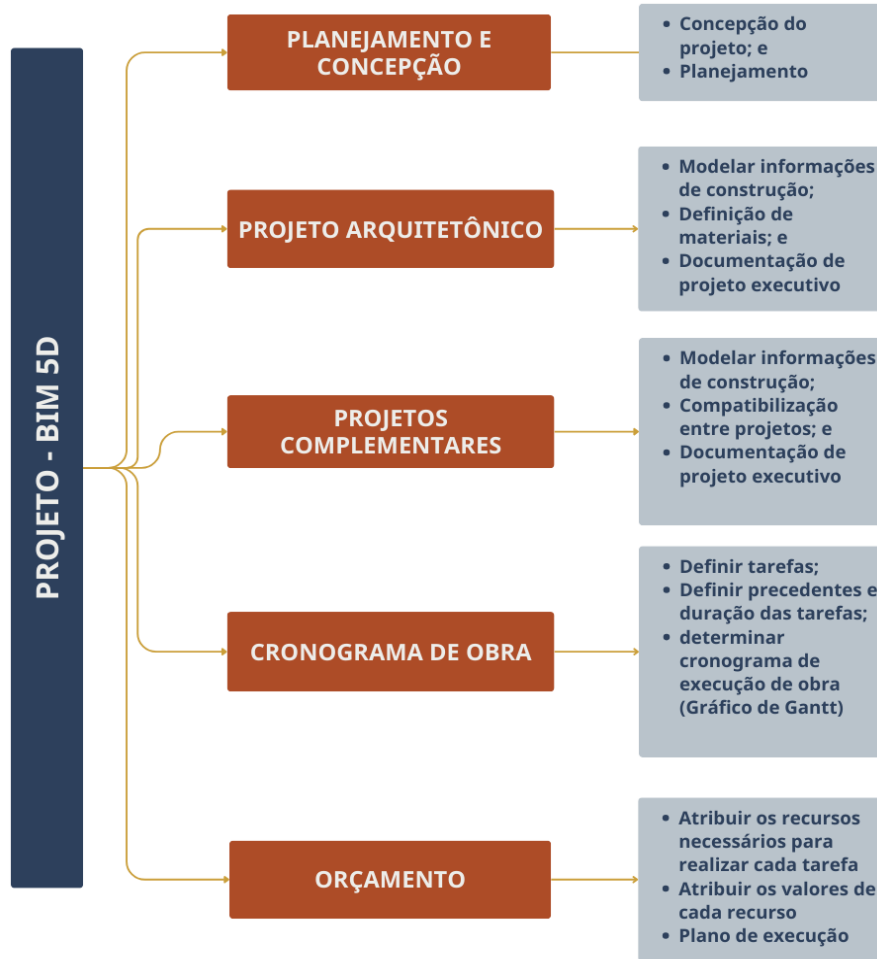 PROJETO - BIM 5D
PLANEJAMENTO E
CONCEPÇÃO
• Concepção do
projeto; e
• Planejamento
PROJETO ARQUITETÔNICO
• Modelar informações
de construção;
• Definição de
materiais; e
• Documentação de
projeto executivo
PROJETOS
COMPLEMENTARES
• Modelar informações
de construção;
• Compatibilização
entre projetos; e
• Documentação de
projeto executivo
CRONOGRAMA DE OBRA
• Definir tarefas;
• Definir precedentes e
duração das tarefas;
• determinar
cronograma de
execução de obra
(Gráfico de Gantt)
ORÇAMENTO
• Atribuir os recursos
necessários para
realizar cada tarefa
• Atribuir os valores de
cada recurso
• Plano de execução